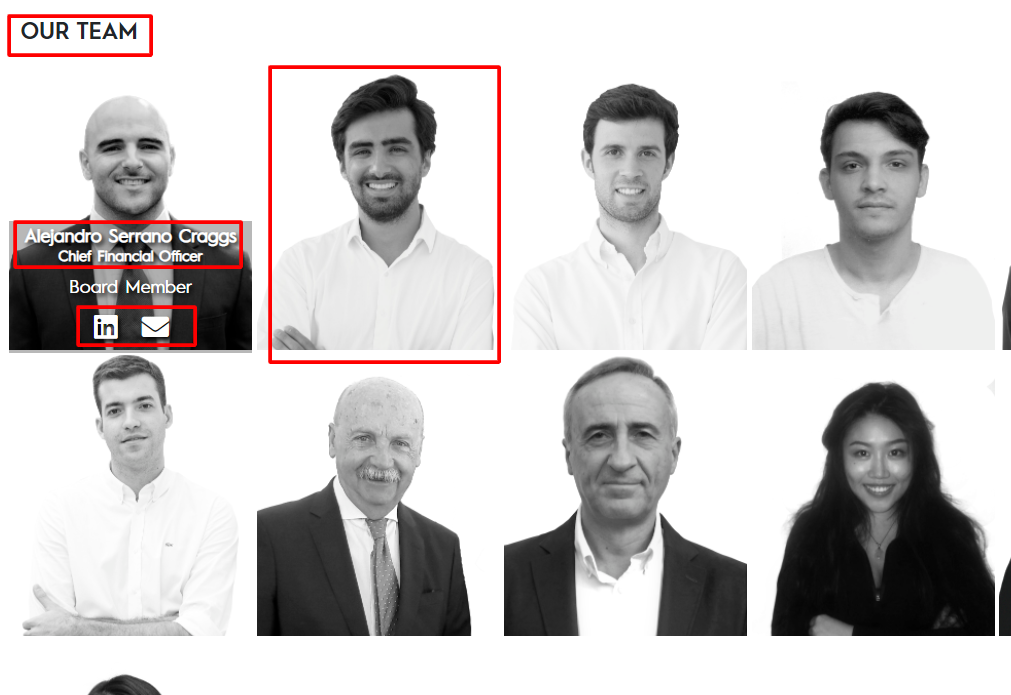 OUR TEAM
Alejandro Serrano Craggs
Chief Financial Officer
Board Member
in